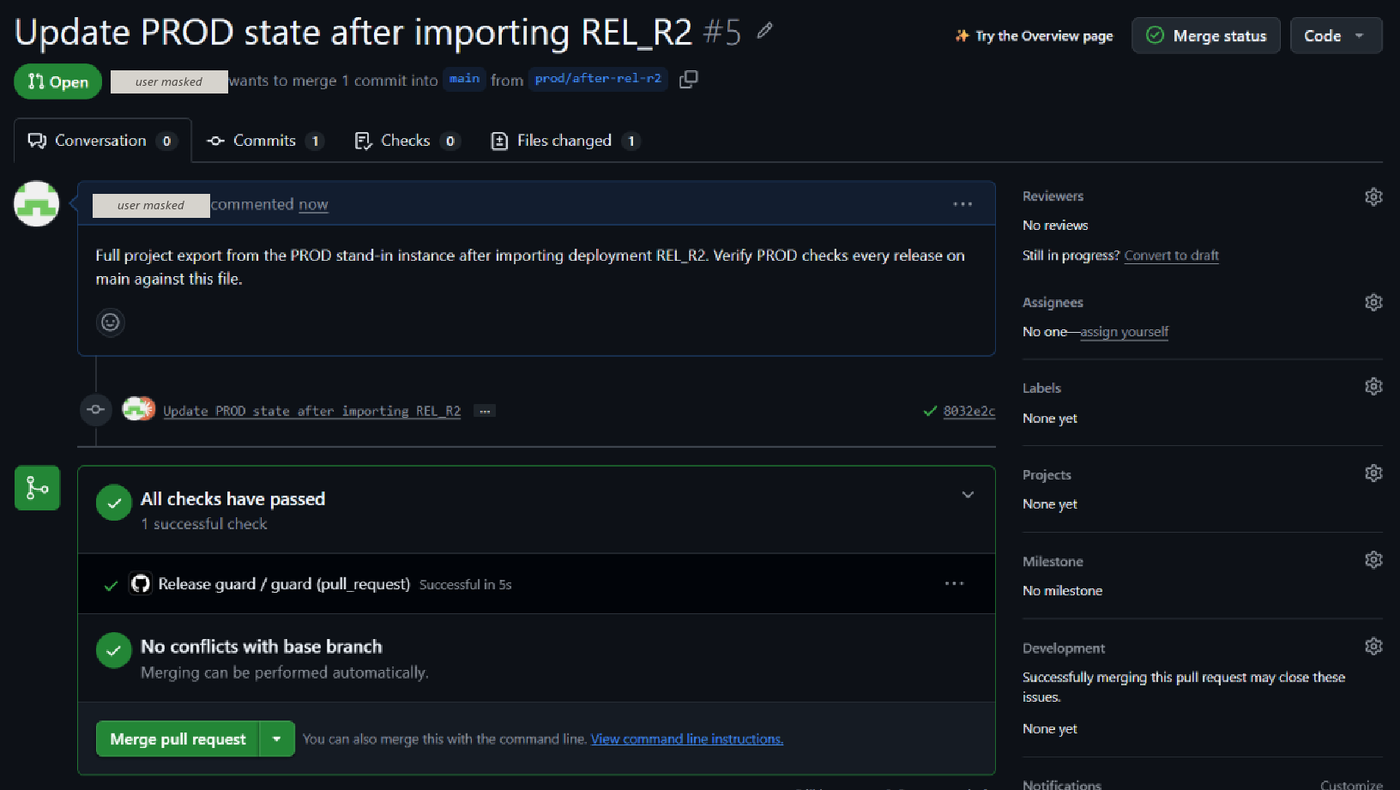 Update PROD state after importing REL_R2 #5
Try the Overview page
Merge status
Code
Open
user masked wants to merge 1 commit into main from prod/after-rel-r2
Conversation 0
Commits 1
Checks 0
Files changed 1
user masked commented now
Full project export from the PROD stand-in instance after importing deployment REL_R2. Verify PROD checks every release on
main against this file.
Update PROD state after importing REL_R2
8032e2c
All checks have passed
1 successful check
Release guard / guard (pull_request) Successful in 5s
No conflicts with base branch
Merging can be performed automatically.
Merge pull request
You can also merge this with the command line. View command line instructions.
Reviewers
No reviews
Still in progress? Convert to draft
Assignees
No one—assign yourself
Labels
None yet
Projects
None yet
Milestone
No milestone
Development
Successfully merging this pull request may close these
issues.
None yet
Notifications
Customize